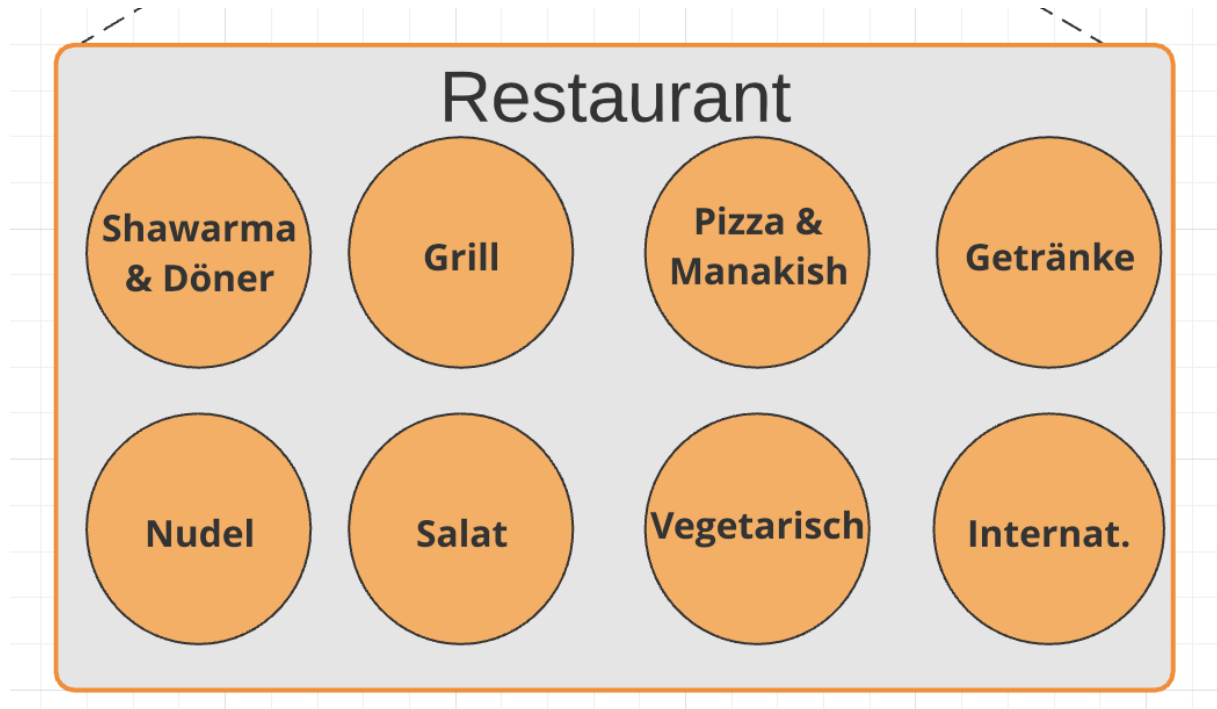 Restaurant
Shawarma
& Döner
Grill
Pizza &
Manakish
Getränke
Nudel
Salat
Vegetarisch
Internat.